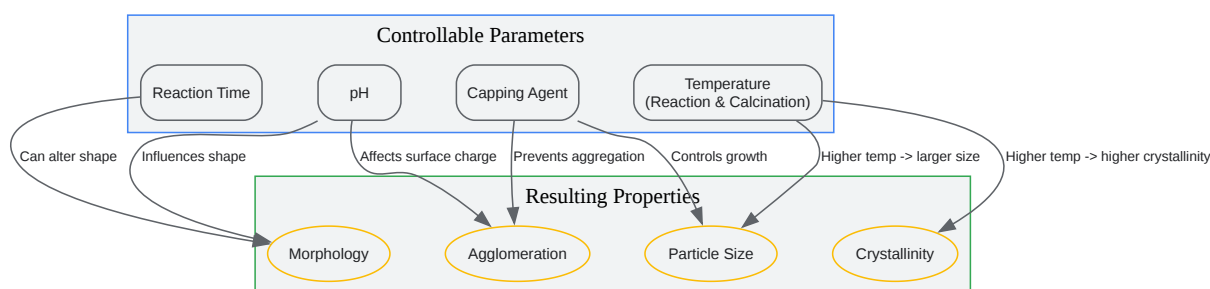 Controllable Parameters
Reaction Time
pH
Capping Agent
Temperature
(Reaction & Calcination)
Can alter shape
Influences shape
Affects surface charge
Prevents aggregation
Controls growth
Higher temp -> larger size
Higher temp -> higher crystallinity
Resulting Properties
Morphology
Agglomeration
Particle Size
Crystallinity